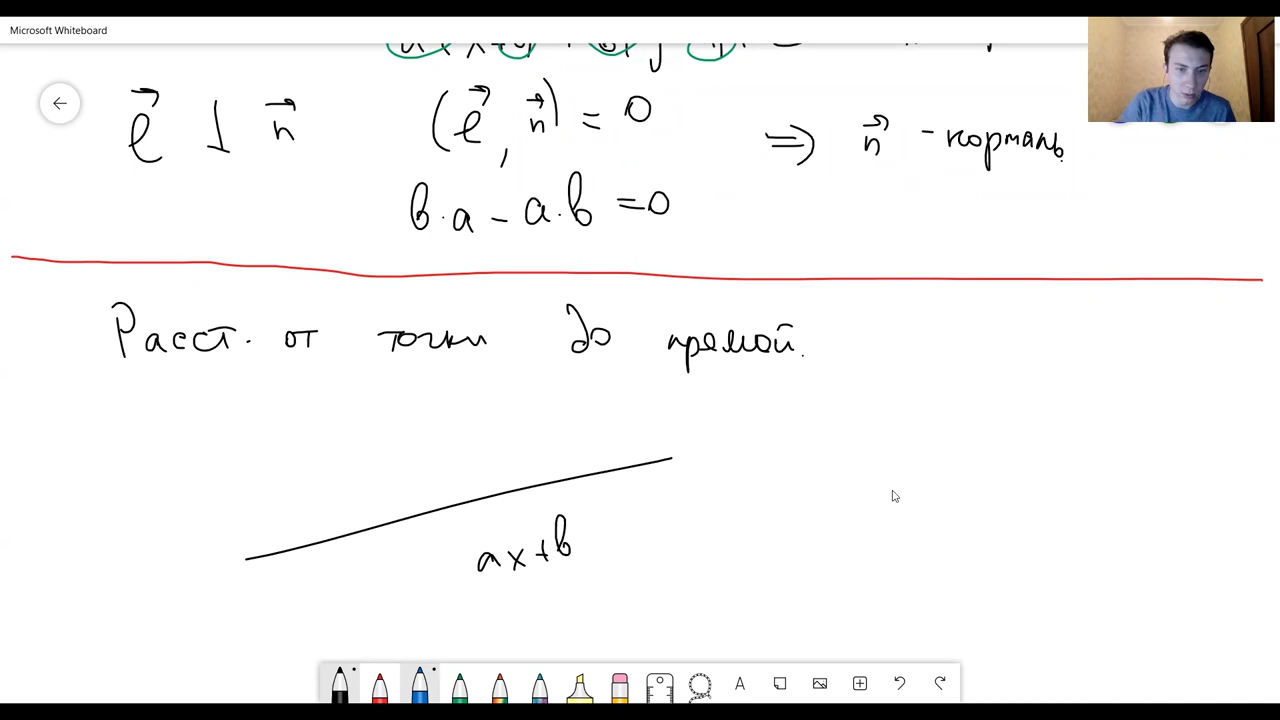 Microsoft Whiteboard
l⃗ ⊥ n⃗ (l⃗, n⃗) = 0 ⇒ n⃗ - нормаль.
b·a - a·b = 0
Расст. от точки до прямой.
ax+b
A